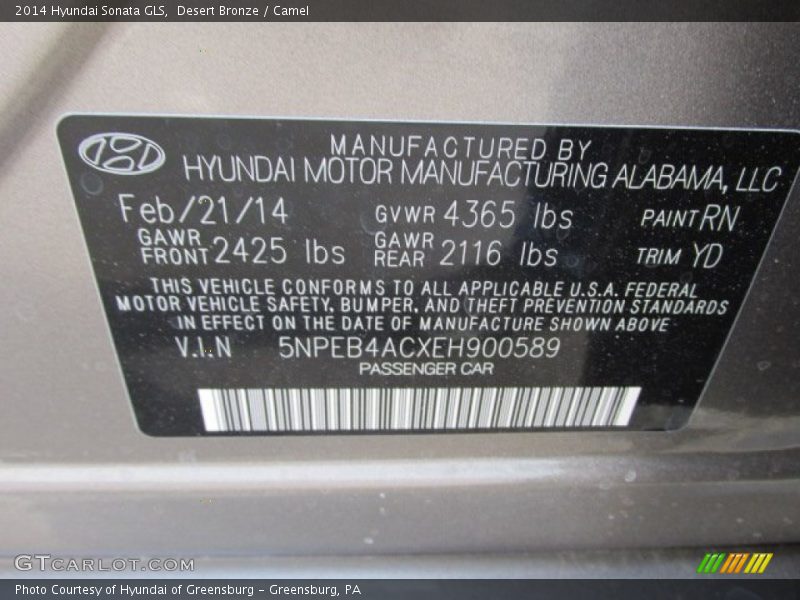 2014 Hyundai Sonata GLS, Desert Bronze / Camel
MANUFACTURED BY
HYUNDAI MOTOR MANUFACTURING ALABAMA, LLC
Feb/21/14 GVWR 4365 lbs PAINT RN
GAWR FRONT 2425 lbs GAWR REAR 2116 lbs TRIM YD
THIS VEHICLE CONFORMS TO ALL APPLICABLE U.S.A. FEDERAL
MOTOR VEHICLE SAFETY, BUMPER, AND THEFT PREVENTION STANDARDS
IN EFFECT ON THE DATE OF MANUFACTURE SHOWN ABOVE
V.I.N 5NPEB4ACXEH900589
PASSENGER CAR
GTCARLOT.COM
Photo Courtesy of Hyundai of Greensburg - Greensburg, PA